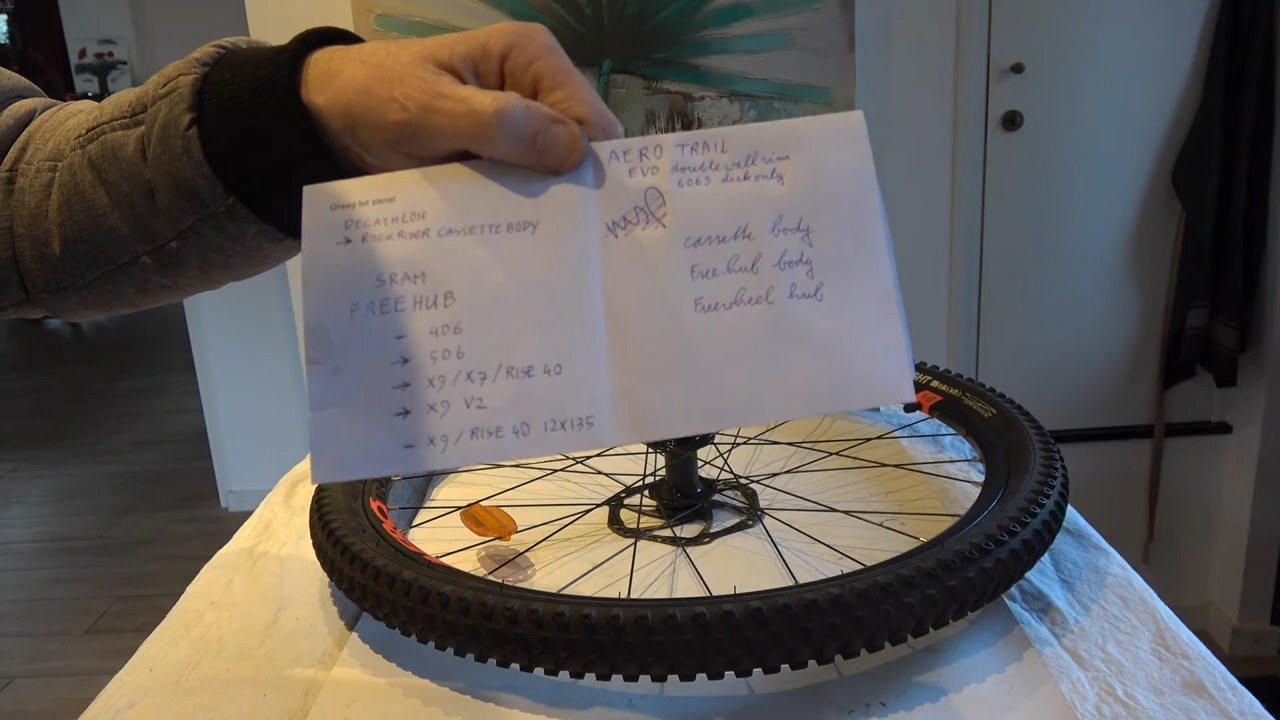 Graag tot ziens!
DECATHLON
→ ROCKRIDER CASSETTE BODY
SRAM
FREEHUB
- 406
→ 506
→ X9/X7/RISE 40
→ X9 V2
- X9/RISE 40 12X135
AERO TRAIL
EVO double wall rim
6063 disk only
cassette body
Free hub body
Freewheel hub